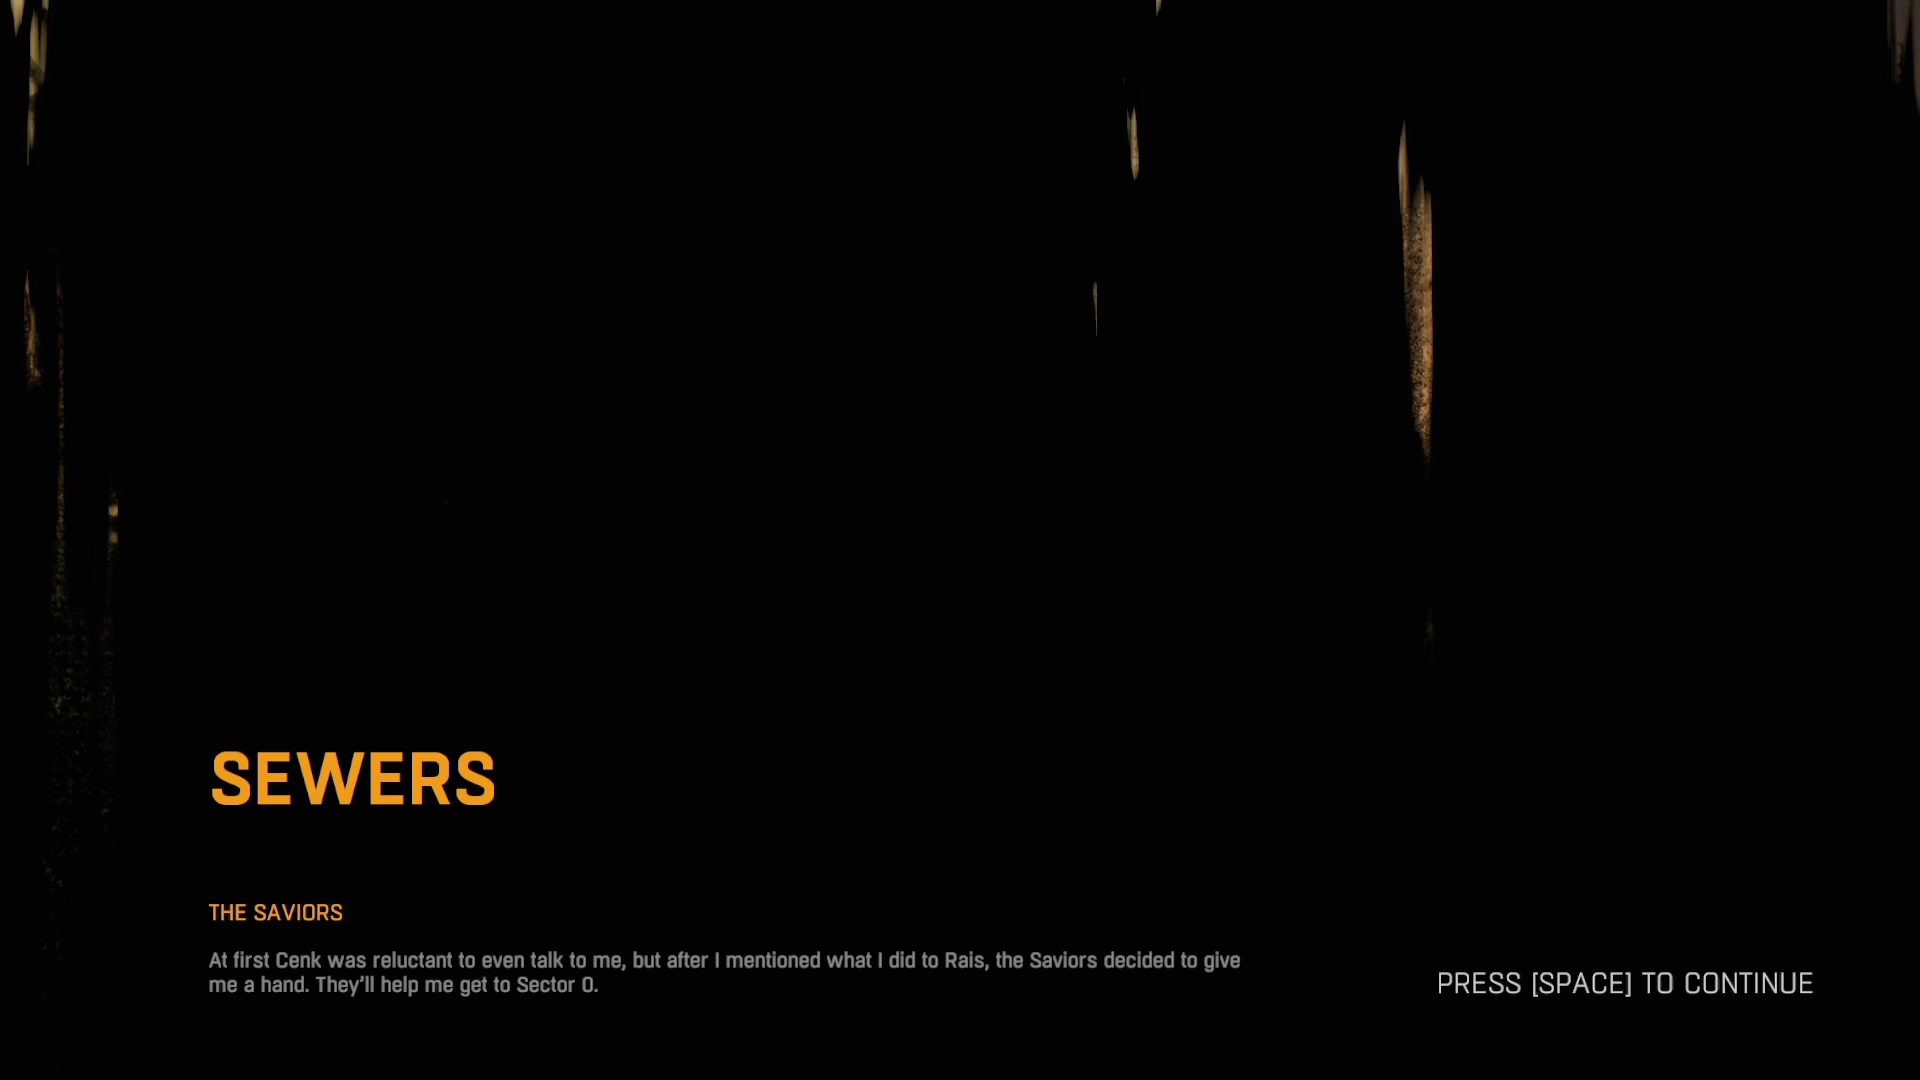 SEWERS
THE SAVIORS
At first Cenk was reluctant to even talk to me, but after I mentioned what I did to Rais, the Saviors decided to give
me a hand. They'll help me get to Sector 0.
PRESS [SPACE] TO CONTINUE